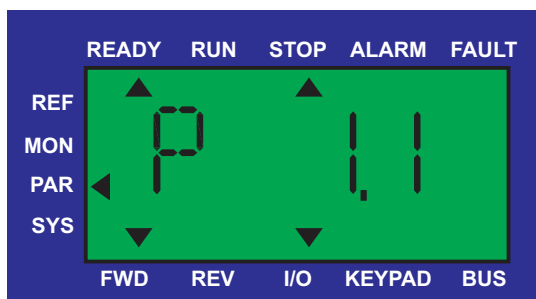 READY RUN STOP ALARM FAULT
REF
MON
PAR
SYS
P 1.1
FWD REV I/O KEYPAD BUS